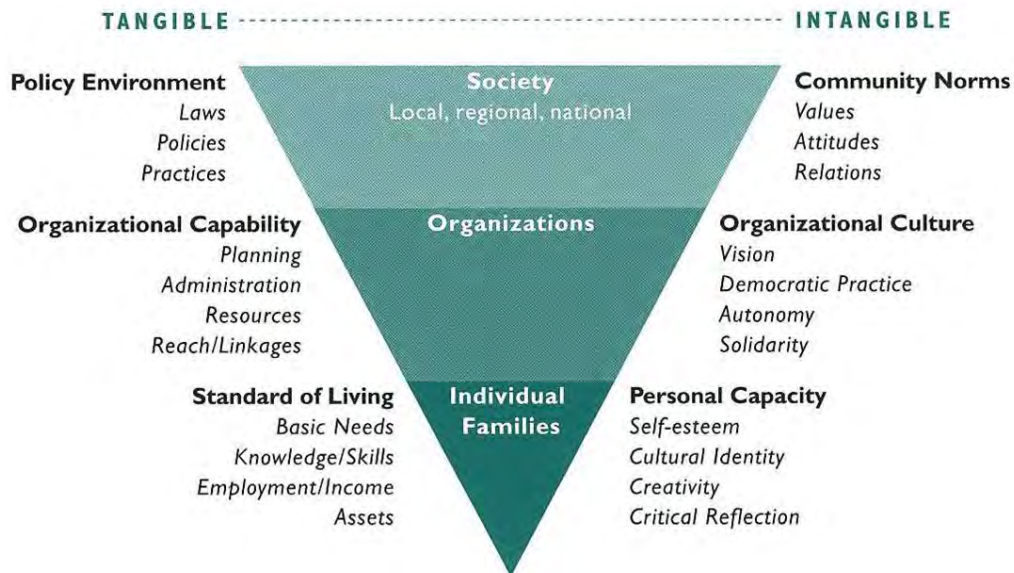 TANGIBLE
INTANGIBLE
Policy Environment
Laws
Policies
Practices
Society
Local, regional, national
Community Norms
Values
Attitudes
Relations
Organizational Capability
Planning
Administration
Resources
Reach/Linkages
Organizations
Organizational Culture
Vision
Democratic Practice
Autonomy
Solidarity
Standard of Living
Basic Needs
Knowledge/Skills
Employment/Income
Assets
Individual
Families
Personal Capacity
Self-esteem
Cultural Identity
Creativity
Critical Reflection